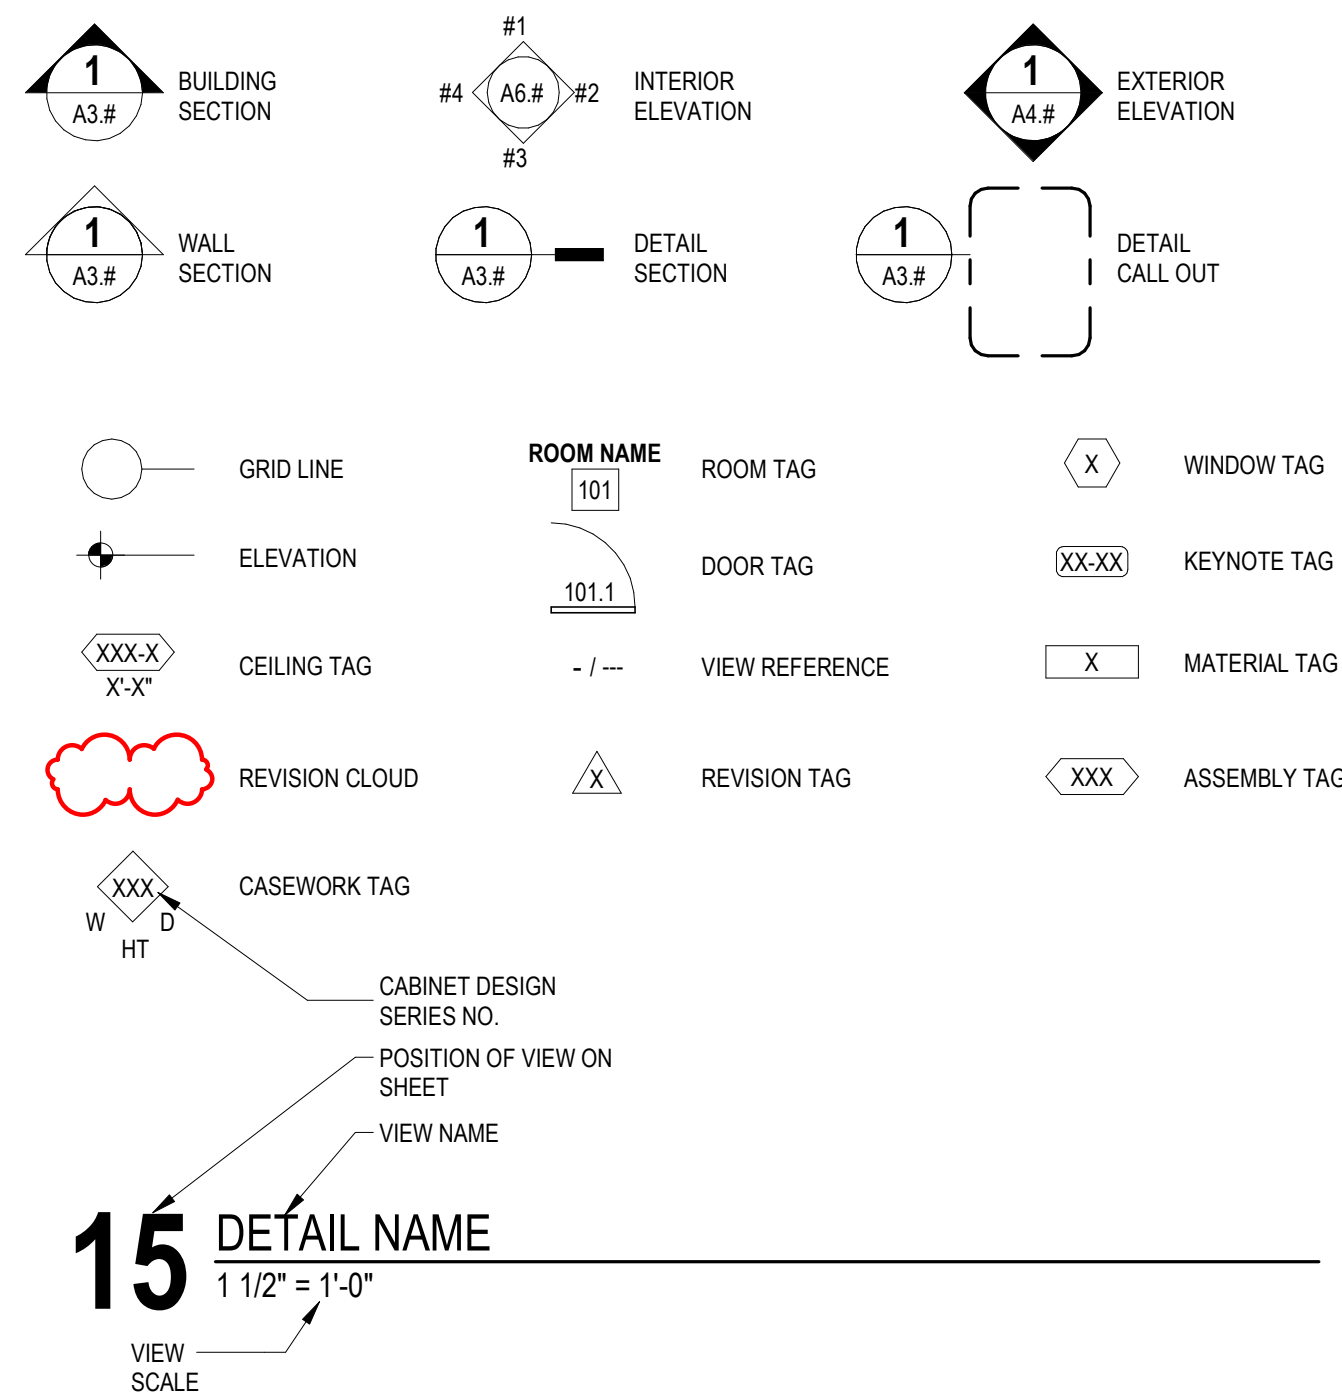 1
A3.#
BUILDING
SECTION
#1
#4
A6.#
#2
#3
INTERIOR
ELEVATION
1
A4.#
EXTERIOR
ELEVATION
1
A3.#
WALL
SECTION
1
A3.#
DETAIL
SECTION
1
A3.#
DETAIL
CALL OUT
GRID LINE
ROOM NAME
101
ROOM TAG
X
WINDOW TAG
ELEVATION
101.1
DOOR TAG
XX-XX
KEYNOTE TAG
XXX-X
X'-X"
CEILING TAG
- / ---
VIEW REFERENCE
X
MATERIAL TAG
REVISION CLOUD
X
REVISION TAG
XXX
ASSEMBLY TAG
XXX
W
D
HT
CASEWORK TAG
CABINET DESIGN
SERIES NO.
POSITION OF VIEW ON
SHEET
VIEW NAME
15
DETAIL NAME
1 1/2" = 1'-0"
VIEW
SCALE